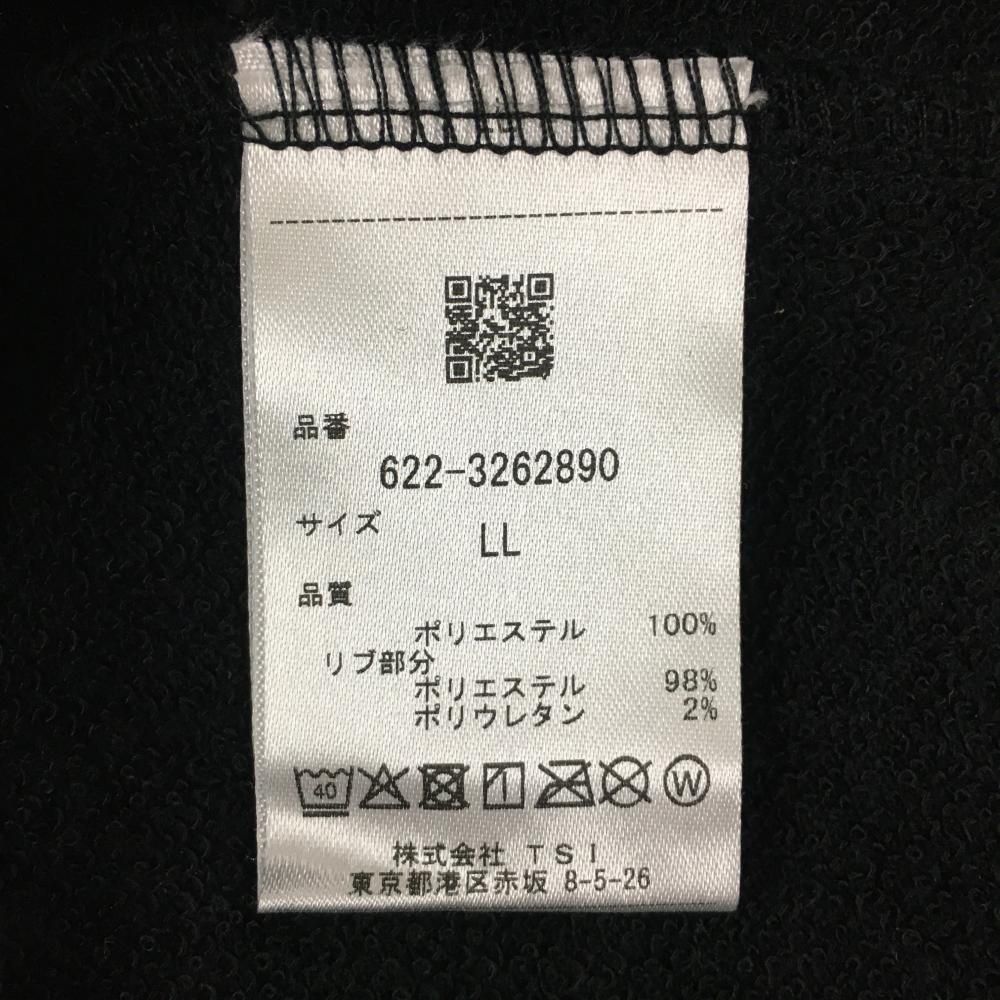 品番
622-3262890
サイズ LL
品質
ポリエステル 100%
リブ部分
ポリエステル 98%
ポリウレタン 2%
40 W
株式会社 TSI
東京都港区赤坂 8-5-26